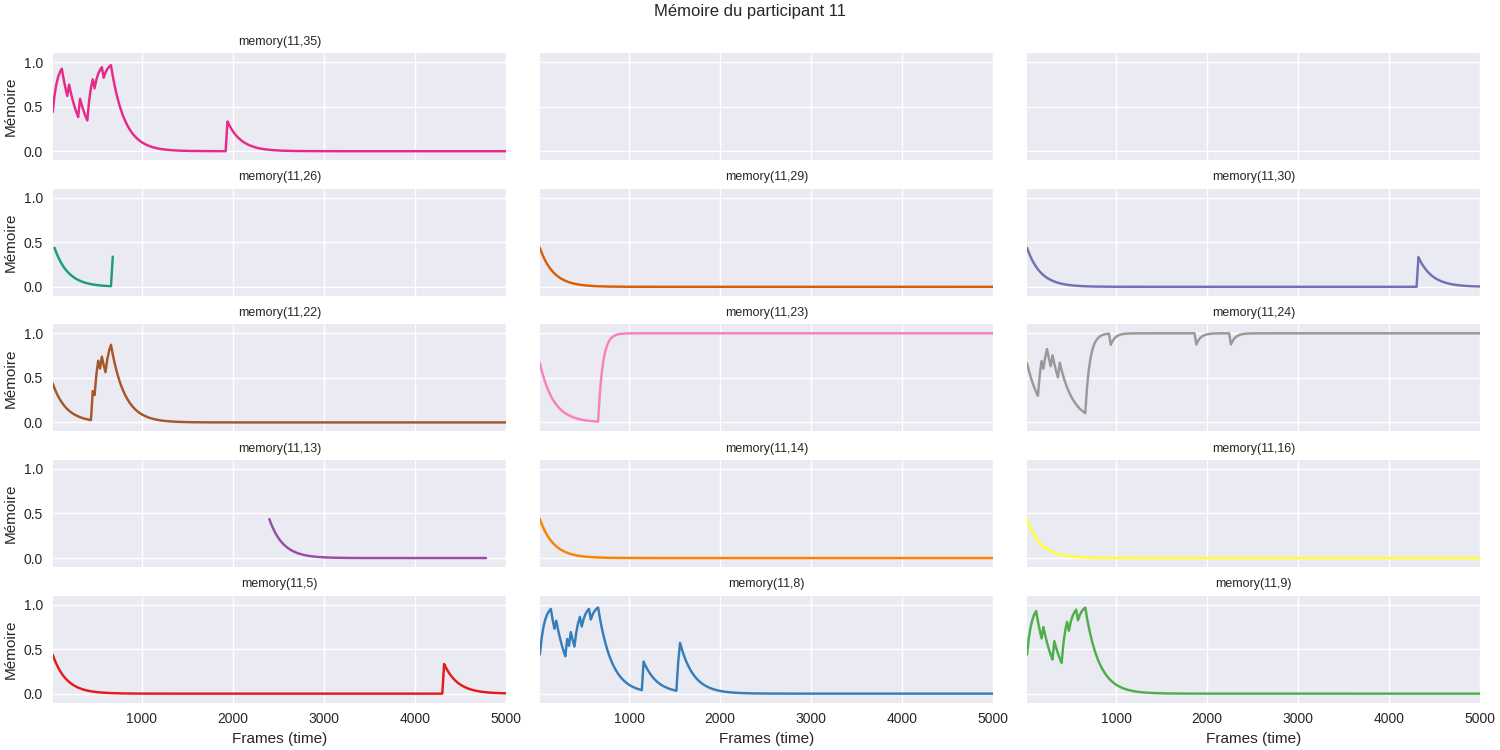 Mémoire du participant 11
memory(11,35)
Mémoire
1.0
0.5
0.0
memory(11,26)
memory(11,29)
memory(11,30)
Mémoire
1.0
0.5
0.0
memory(11,22)
memory(11,23)
memory(11,24)
Mémoire
1.0
0.5
0.0
memory(11,13)
memory(11,14)
memory(11,16)
Mémoire
1.0
0.5
0.0
memory(11,5)
memory(11,8)
memory(11,9)
Mémoire
1.0
0.5
0.0
1000 2000 3000 4000 5000
1000 2000 3000 4000 5000
1000 2000 3000 4000 5000
Frames (time)
Frames (time)
Frames (time)